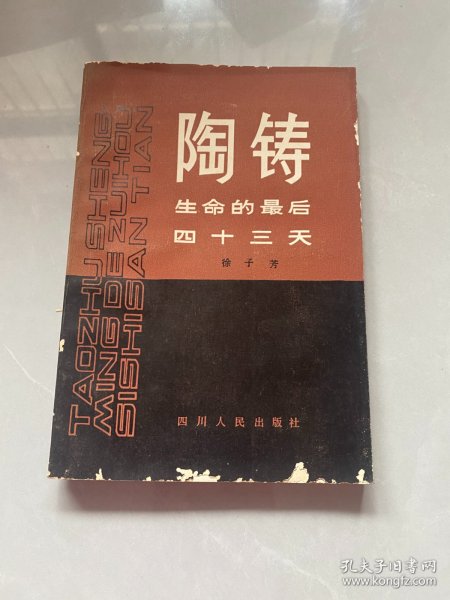 陶铸
生命的最后
四十三天
徐子芳
TAOZHU SHENG
MING DE ZUIHOU
SISHISAN TIAN
四川人民出版社
孔夫子旧书网
www.kongfz.com